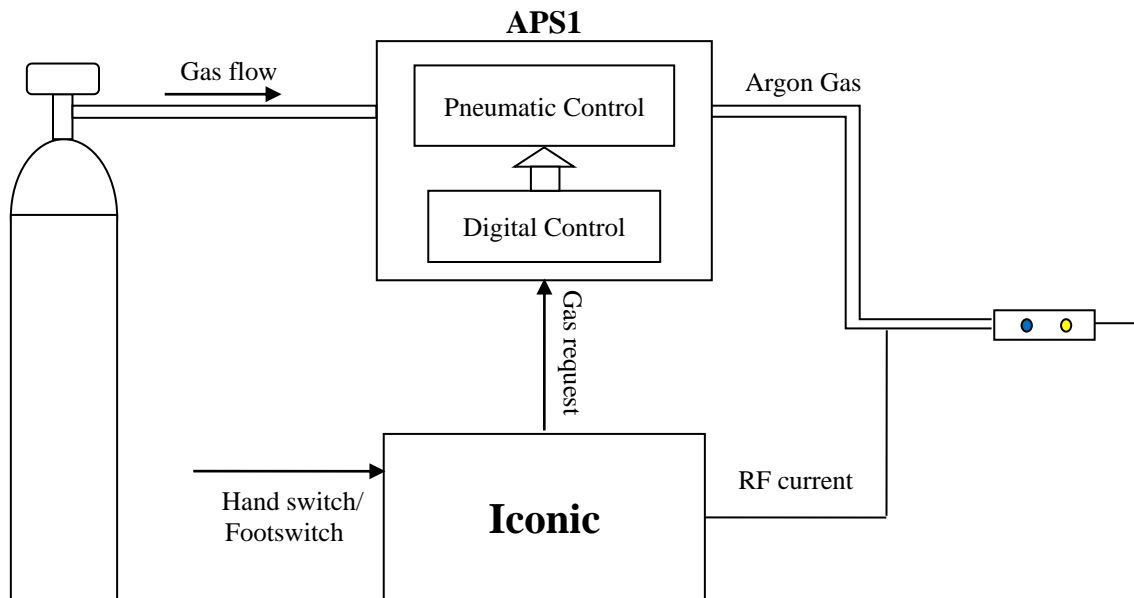 APS1
Gas flow
Pneumatic Control
Argon Gas
Digital Control
Gas request
Hand switch/
Footswitch
Iconic
RF current